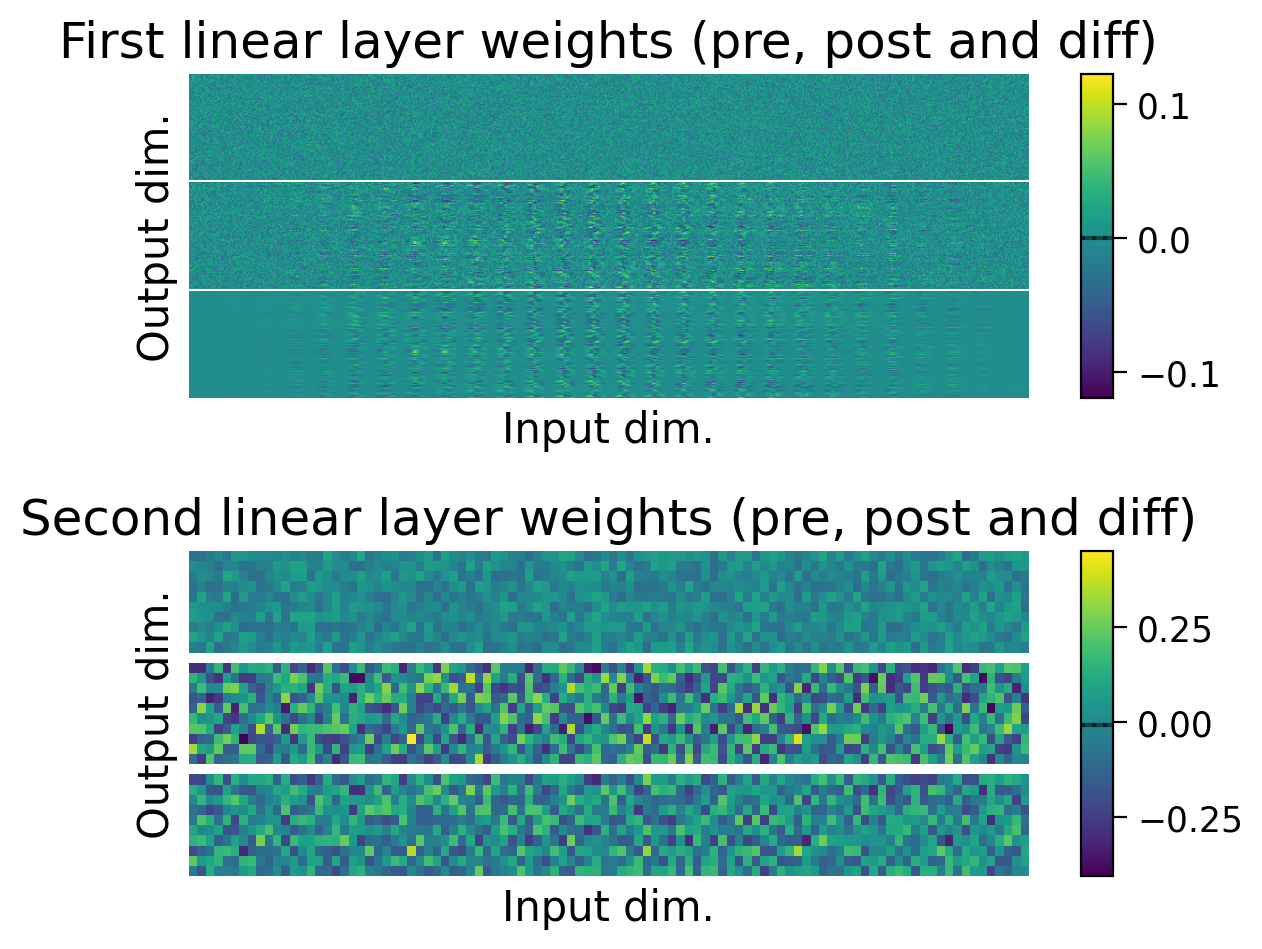 First linear layer weights (pre, post and diff)
Output dim.
0.1
0.0
−0.1
Input dim.
Second linear layer weights (pre, post and diff)
Output dim.
0.25
0.00
−0.25
Input dim.